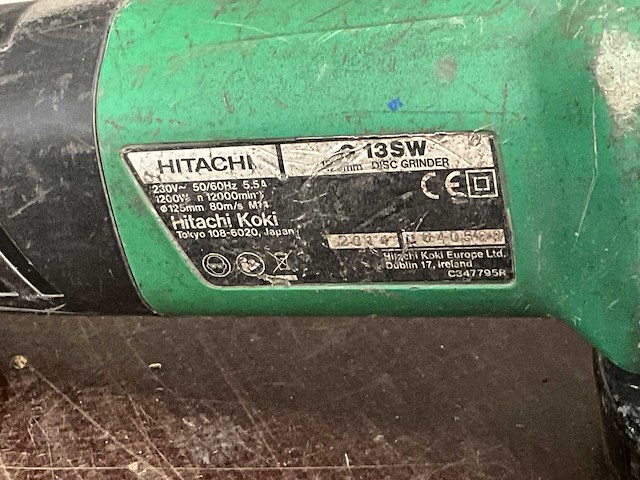 HITACHI
G 13SW
125mm DISC GRINDER
230V~ 50/60Hz 5.5A
1200W n 12000min⁻¹
Ø125mm 80m/s M14
Hitachi Koki
Tokyo 108-6020, Japan
CE
2014
Hitachi Koki Europe Ltd.
Dublin 17, Ireland
C347795R